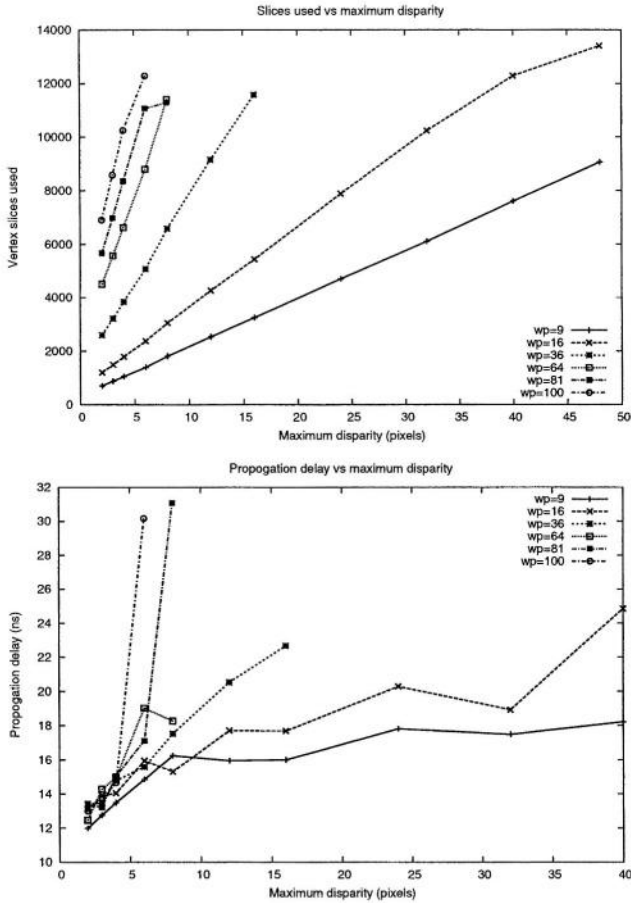 Slices used vs maximum disparity
14000
12000
10000
8000
6000
4000
2000
0
Vertex slices used
wp=9
wp=16
wp=36
wp=64
wp=81
wp=100
0 5 10 15 20 25 30 35 40 45 50
Maximum disparity (pixels)
Propogation delay vs maximum disparity
32
30
28
26
24
22
20
18
16
14
12
10
Propogation delay (ns)
wp=9
wp=16
wp=36
wp=64
wp=81
wp=100
0 5 10 15 20 25 30 35 40
Maximum disparity (pixels)